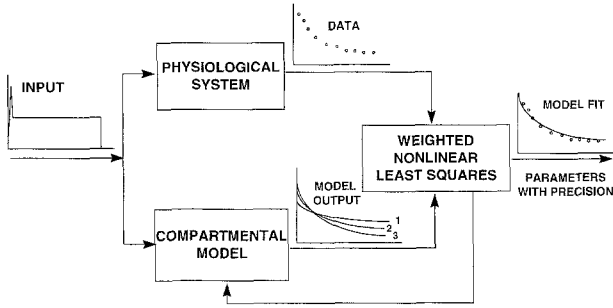 INPUT
PHYSIOLOGICAL
SYSTEM
DATA
COMPARTMENTAL
MODEL
MODEL
OUTPUT
1
2
3
WEIGHTED
NONLINEAR
LEAST SQUARES
MODEL FIT
PARAMETERS
WITH PRECISION